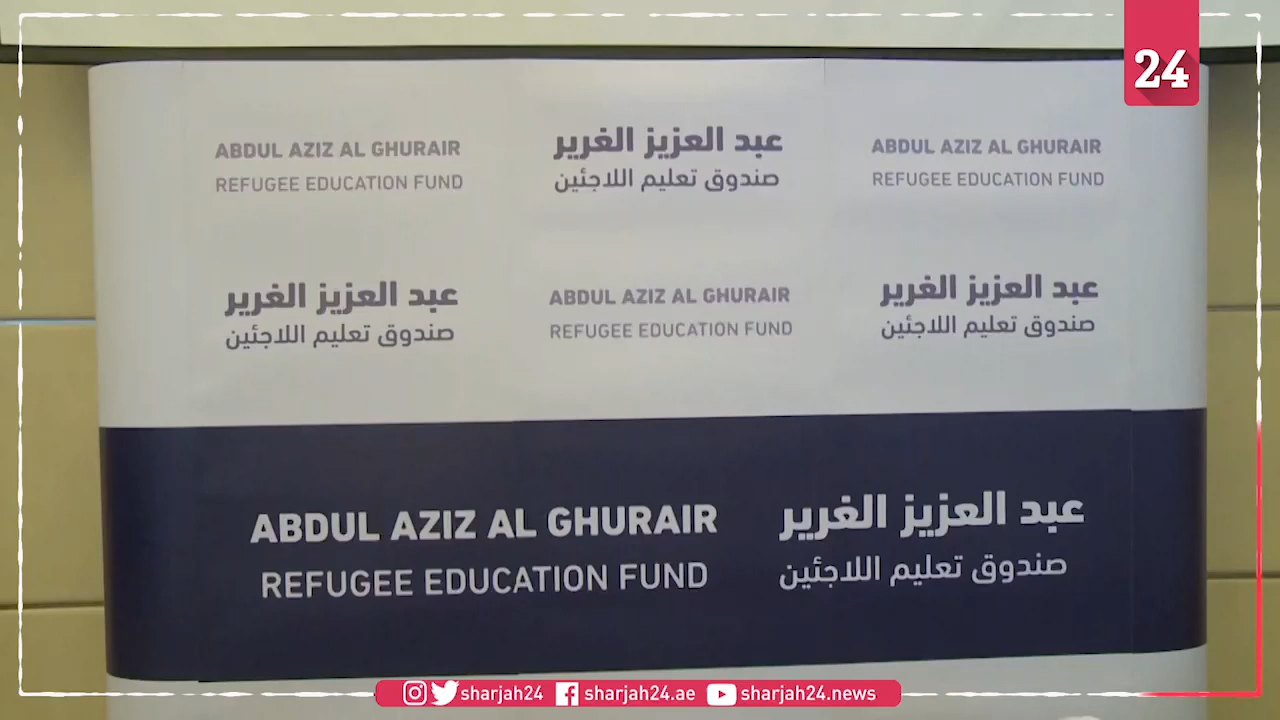 24
ABDUL AZIZ AL GHURAIR
REFUGEE EDUCATION FUND
عبد العزيز الغرير
صندوق تعليم اللاجئين
ABDUL AZIZ AL GHURAIR
REFUGEE EDUCATION FUND
عبد العزيز الغرير
صندوق تعليم اللاجئين
ABDUL AZIZ AL GHURAIR
REFUGEE EDUCATION FUND
عبد العزيز الغرير
صندوق تعليم اللاجئين
ABDUL AZIZ AL GHURAIR
REFUGEE EDUCATION FUND
عبد العزيز الغرير
صندوق تعليم اللاجئين
sharjah24 sharjah24.ae sharjah24.news